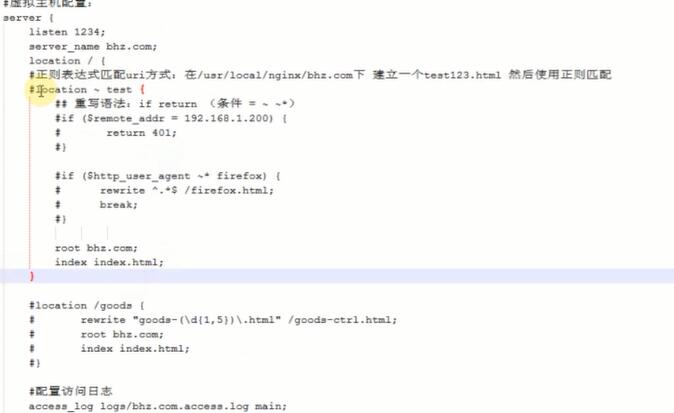 #虚拟主机配置：
server {
listen 1234;
server_name bhz.com;
location / {
#正则表达式匹配uri方式：在/usr/local/nginx/bhz.com下 建立一个test123.html 然后使用正则匹配
#location ~ test {
## 重写语法：if return （条件 = ~ ~*）
#if ($remote_addr = 192.168.1.200) {
# return 401;
#}
#if ($http_user_agent ~* firefox) {
# rewrite ^.*$ /firefox.html;
# break;
#}
root bhz.com;
index index.html;
}
#location /goods {
# rewrite "goods-(\d{1,5})\.html" /goods-ctrl.html;
# root bhz.com;
# index index.html;
#}
#配置访问日志
access_log logs/bhz.com.access.log main;